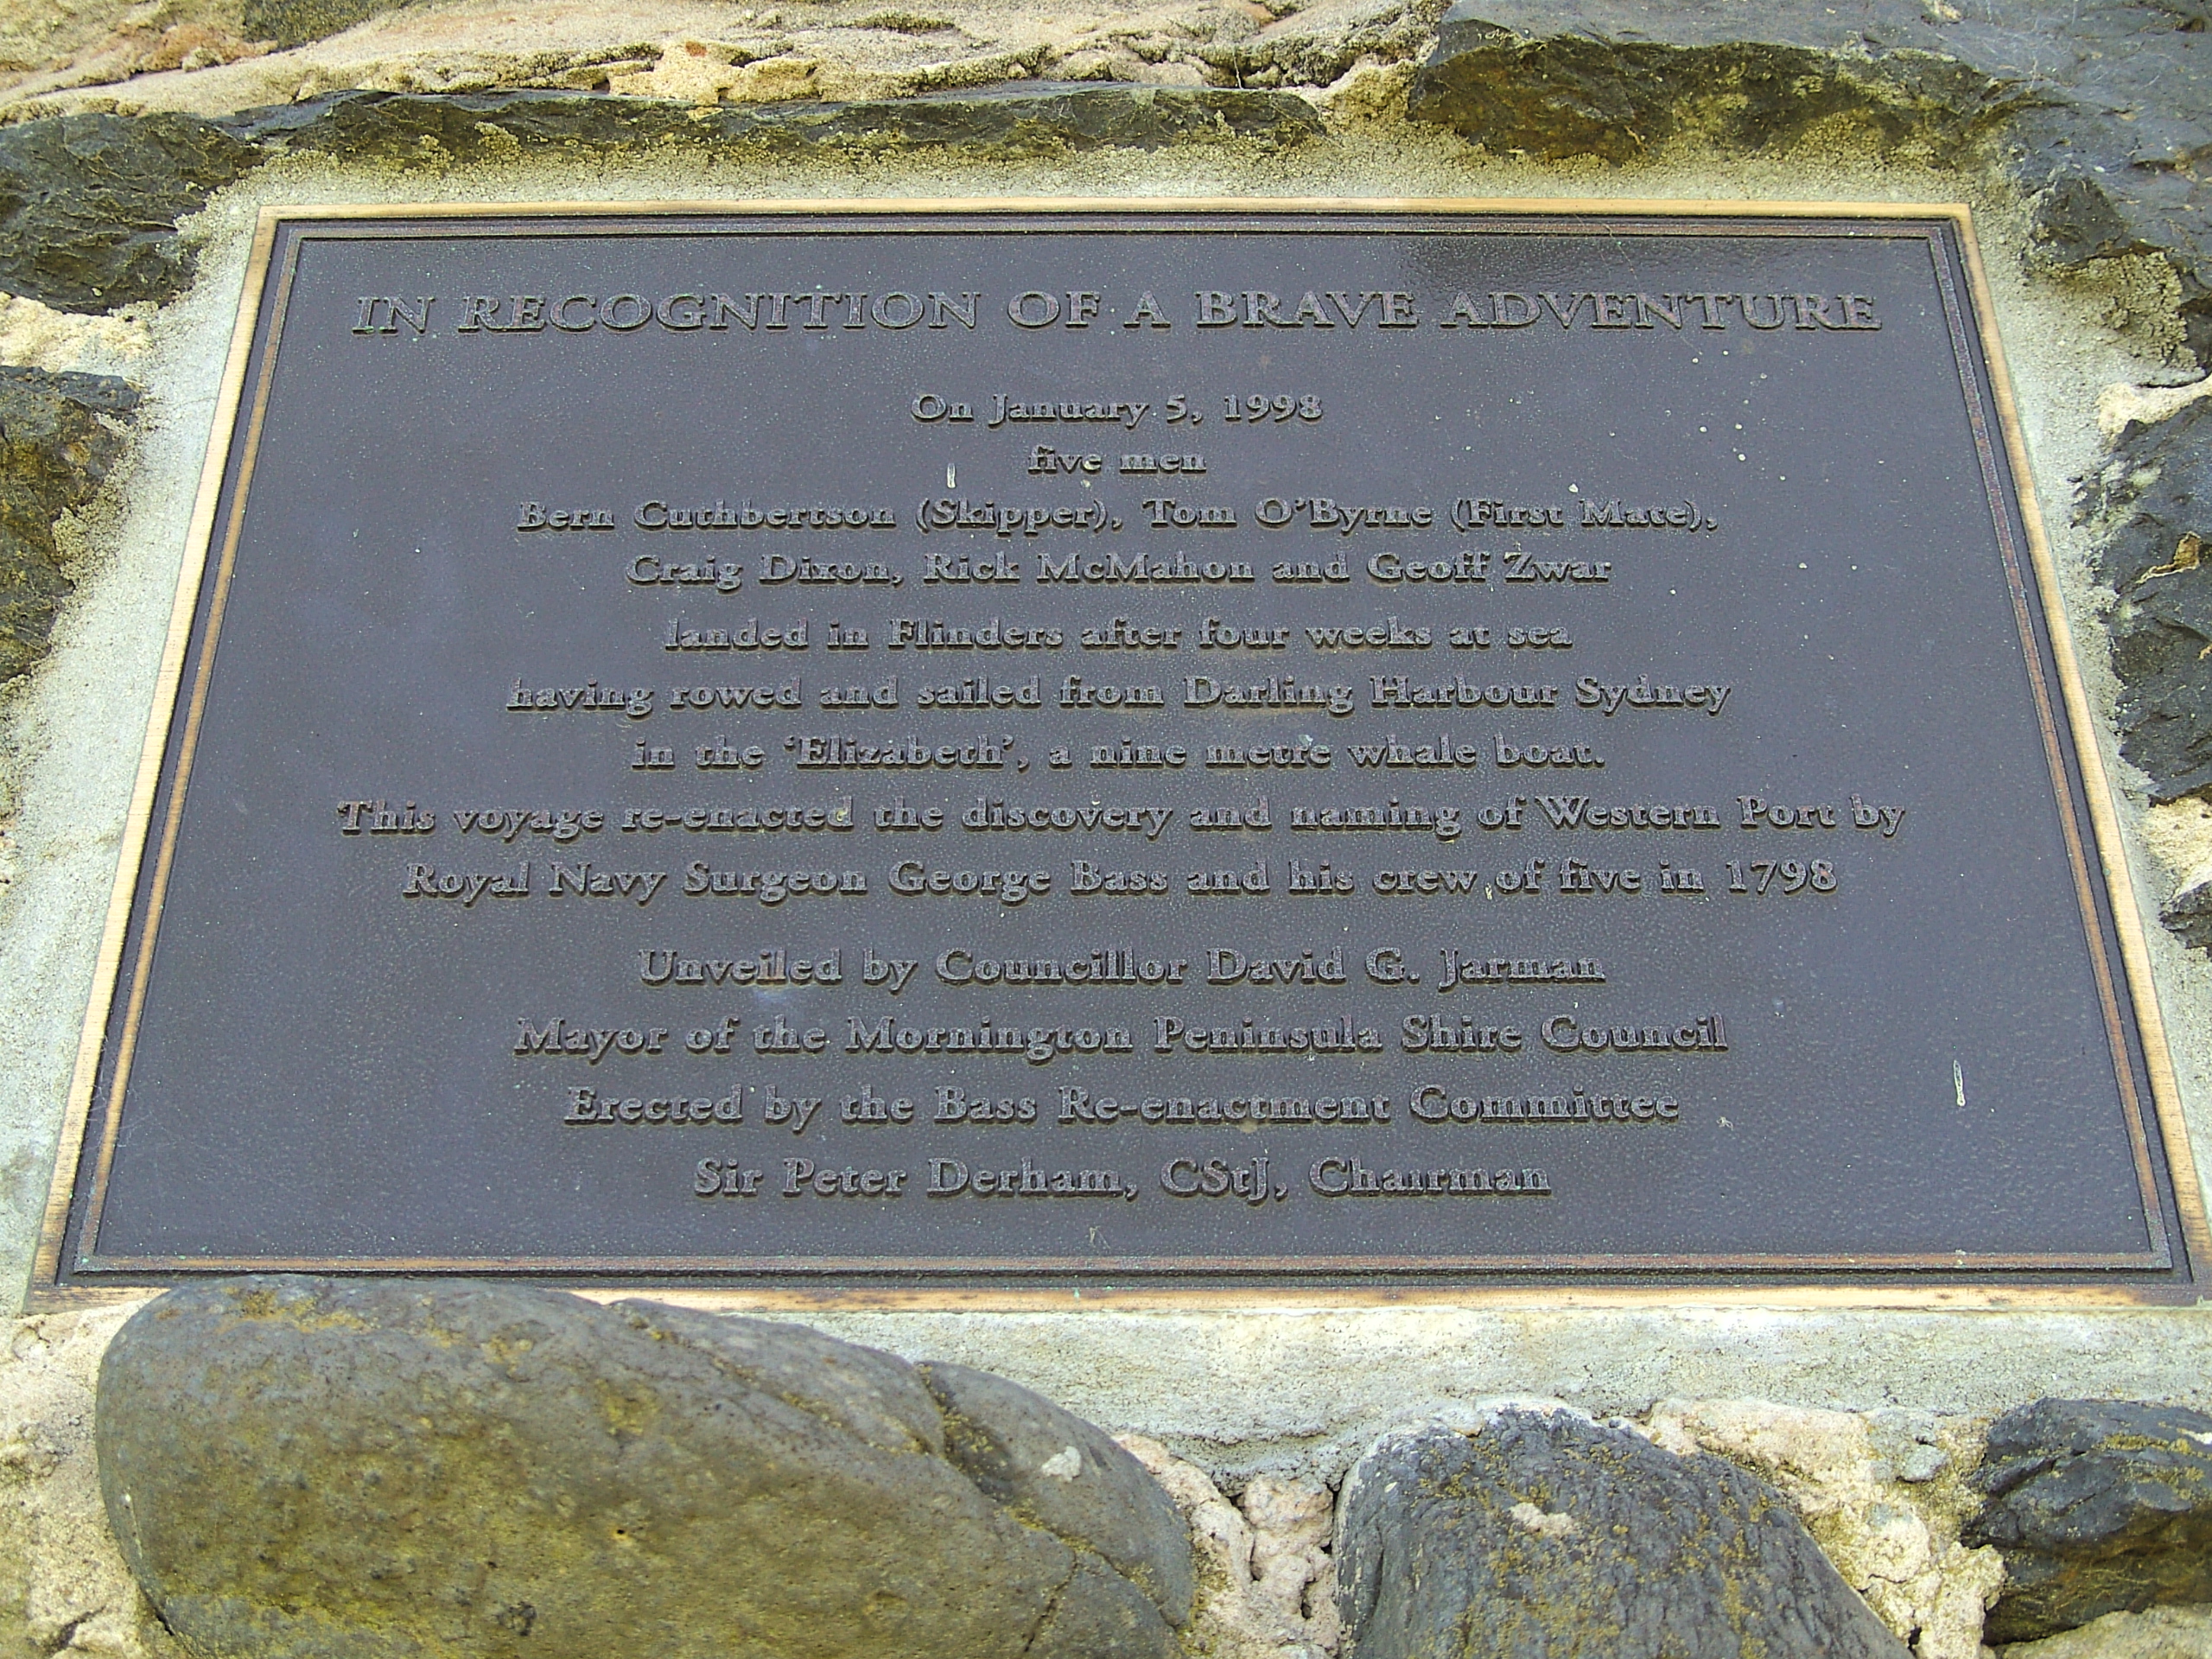 IN RECOGNITION OF A BRAVE ADVENTURE
On January 5, 1998
five men
Bern Cuthbertson (Skipper), Tom O'Byrne (First Mate),
Craig Dixon, Rick McMahon and Geoff Zwar
landed in Flinders after four weeks at sea
having rowed and sailed from Darling Harbour Sydney
in the 'Elizabeth', a nine metre whale boat.
This voyage re-enacted the discovery and naming of Western Port by
Royal Navy Surgeon George Bass and his crew of five in 1798
Unveiled by Councillor David G. Jarman
Mayor of the Mornington Peninsula Shire Council
Erected by the Bass Re-enactment Committee
Sir Peter Derham, CStJ, Chairman